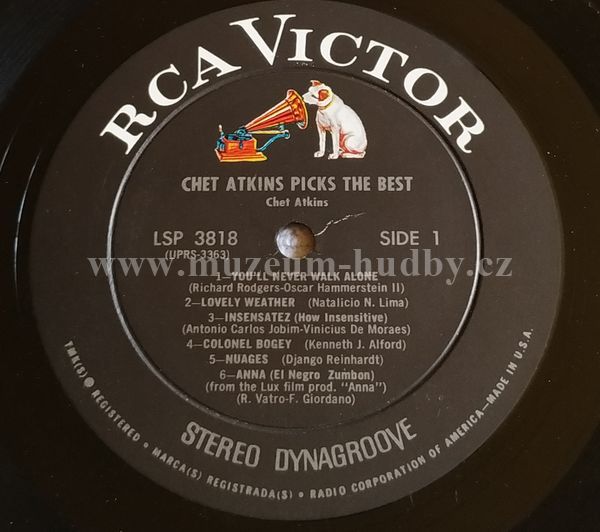 RCA VICTOR
CHET ATKINS PICKS THE BEST
Chet Atkins
LSP 3818
(UPRS-3363)
SIDE 1
www.muzeum-hudby.cz
1—YOU'LL NEVER WALK ALONE
(Richard Rodgers-Oscar Hammerstein II)
2—LOVELY WEATHER (Natalicio N. Lima)
3—INSENSATEZ (How Insensitive)
(Antonio Carlos Jobim-Vinicius De Moraes)
4—COLONEL BOGEY (Kenneth J. Alford)
5—NUAGES (Django Reinhardt)
6—ANNA (El Negro Zumbon)
(from the Lux film prod. "Anna")
(R. Vatro-F. Giordano)
STEREO DYNAGROOVE
TMK(S) ® REGISTERED • MARCA(S) REGISTRADA(S) • RADIO CORPORATION OF AMERICA—MADE IN U.S.A.